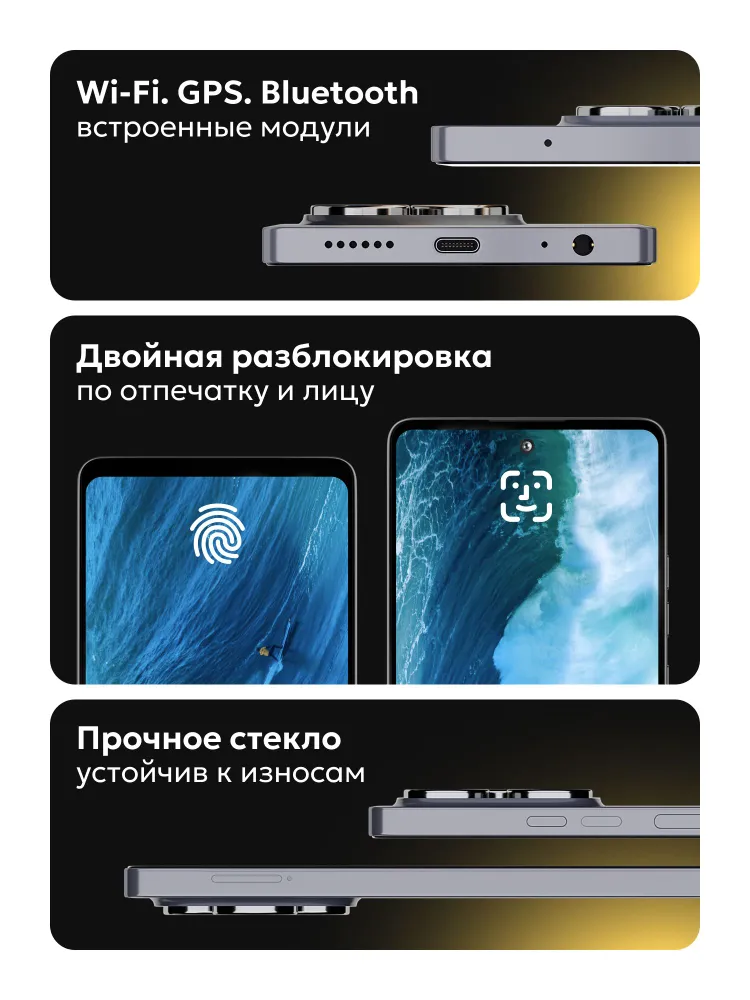 Wi-Fi. GPS. Bluetooth
встроенные модули
Двойная разблокировка
по отпечатку и лицу
Прочное стекло
устойчив к износам